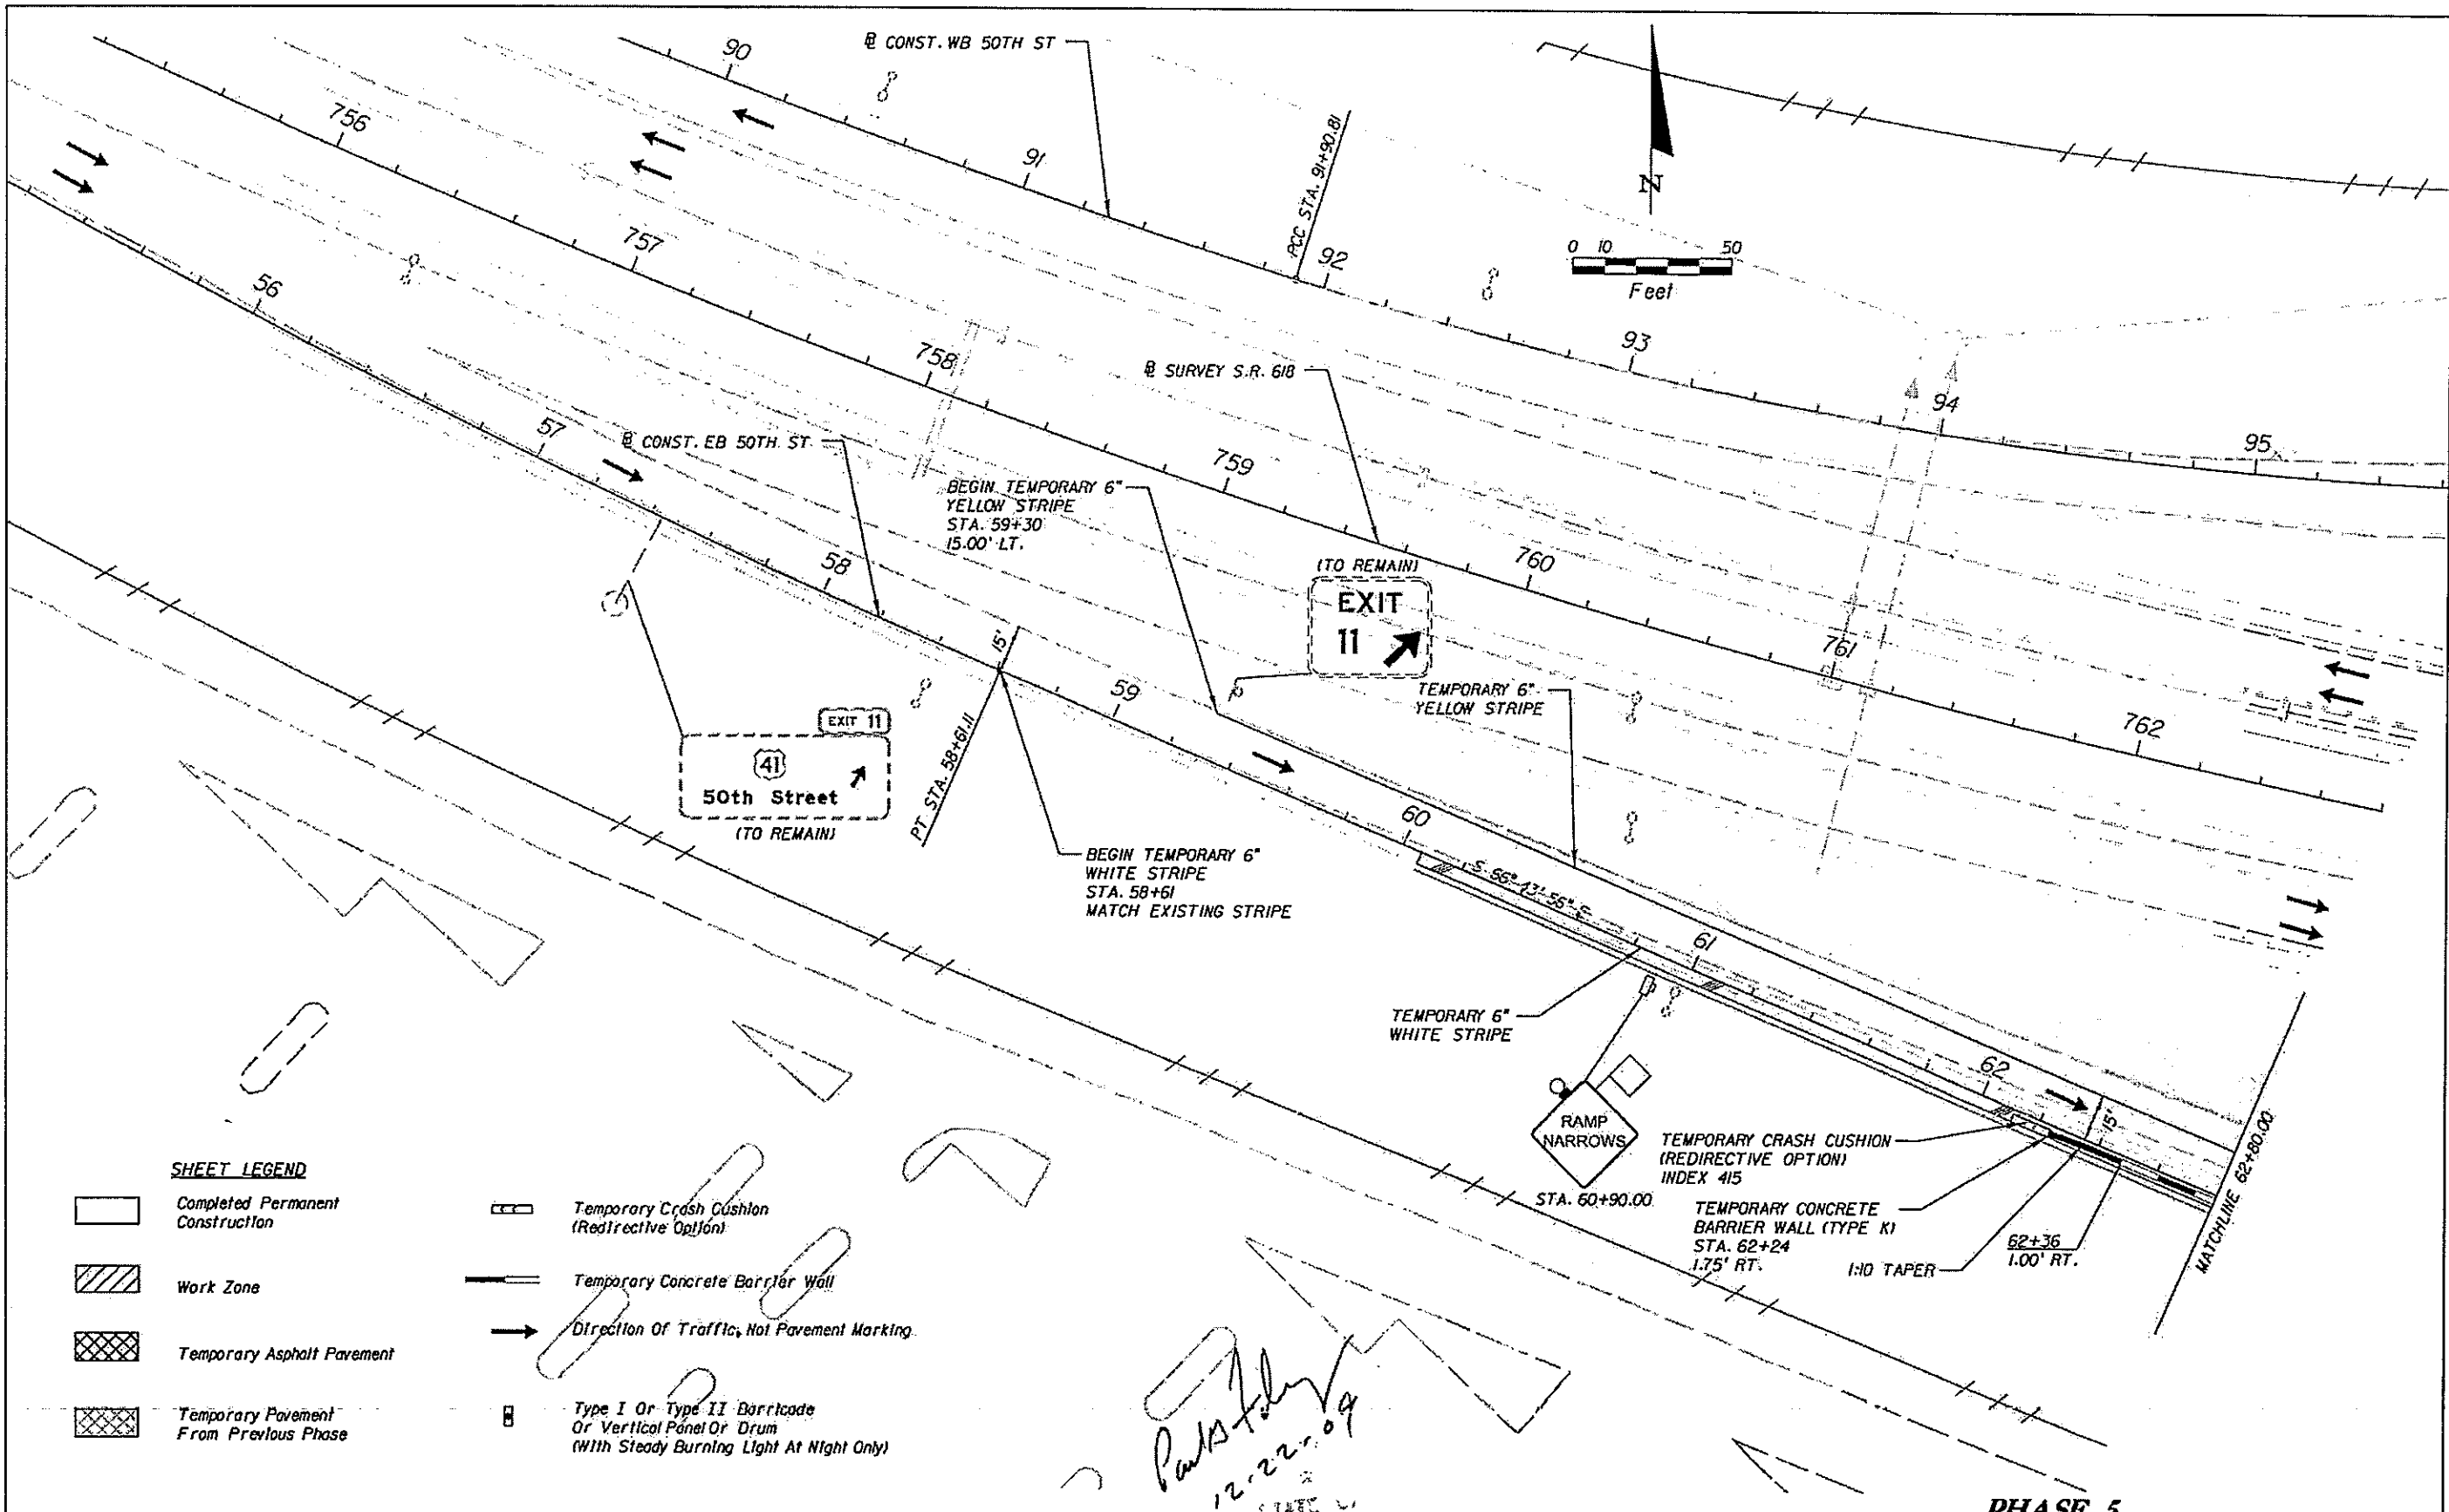 ℄ CONST. WB 50TH ST
90
91
92
93
94
95
PCC STA. 91+90.81
N
0 10 50
Feet
756
757
758
759
760
761
762
℄ SURVEY S.R. 618
56
57
58
59
60
61
62
℄ CONST. EB 50TH ST
BEGIN TEMPORARY 6"
YELLOW STRIPE
STA. 59+30
15.00' LT.
(TO REMAIN)
EXIT
11
TEMPORARY 6"
YELLOW STRIPE
15'
PT STA. 58+61.11
EXIT 11
41
50th Street
(TO REMAIN)
BEGIN TEMPORARY 6"
WHITE STRIPE
STA. 58+61
MATCH EXISTING STRIPE
TEMPORARY 6"
WHITE STRIPE
RAMP
NARROWS
STA. 60+90.00
TEMPORARY CRASH CUSHION
(REDIRECTIVE OPTION)
INDEX 415
TEMPORARY CONCRETE
BARRIER WALL (TYPE K)
STA. 62+24
1.75' RT.
1:10 TAPER
62+36
1.00' RT.
15'
MATCHLINE 62+80.00
SHEET LEGEND
Completed Permanent
Construction
Work Zone
Temporary Asphalt Pavement
Temporary Pavement
From Previous Phase
Temporary Crash Cushion
(Redirective Option)
Temporary Concrete Barrier Wall
Direction Of Traffic, Not Pavement Marking
Type I Or Type II Barricade
Or Vertical Panel Or Drum
(With Steady Burning Light At Night Only)
12-22-09
PHASE 5